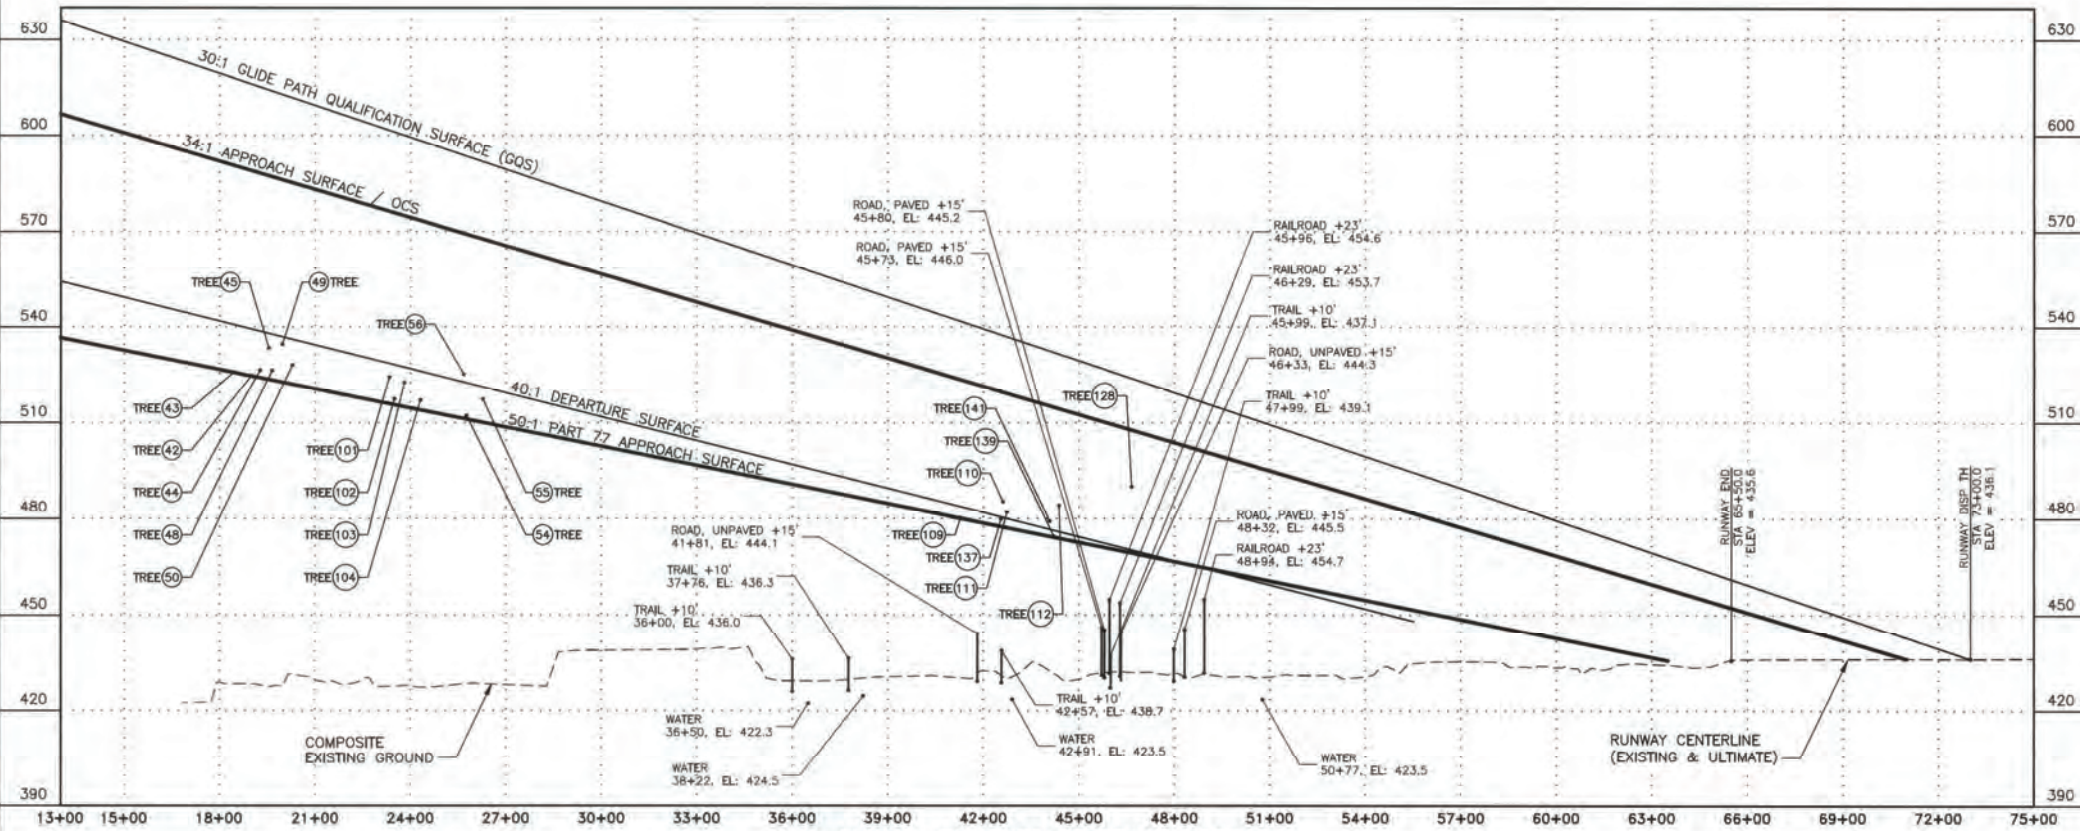 630
630
600
600
570
570
540
540
510
510
480
480
450
450
420
420
390
390
30:1 GLIDE PATH QUALIFICATION SURFACE (GQS)
34:1 APPROACH SURFACE / OCS
40:1 DEPARTURE SURFACE
50:1 PART 77 APPROACH SURFACE
TREE 45
49 TREE
TREE 56
TREE 43
TREE 42
TREE 44
TREE 48
TREE 50
TREE 101
TREE 102
TREE 103
TREE 104
55 TREE
54 TREE
ROAD, PAVED +15'
45+80, EL: 445.2
ROAD, PAVED +15'
45+73, EL: 446.0
RAILROAD +23'
45+96, EL: 454.6
RAILROAD +23'
46+29, EL: 453.7
TRAIL +10'
45+99, EL: 437.1
ROAD, UNPAVED +15'
46+33, EL: 444.3
TRAIL +10'
47+99, EL: 439.1
TREE 141
TREE 128
TREE 139
TREE 110
TREE 109
TREE 137
TREE 111
TREE 112
ROAD, UNPAVED +15'
41+81, EL: 444.1
TRAIL +10'
37+76, EL: 436.3
TRAIL +10'
36+00, EL: 436.0
ROAD, PAVED +15'
48+32, EL: 445.5
RAILROAD +23'
48+94, EL: 454.7
RUNWAY END
STA 65+50.0
ELEV = 435.6
RUNWAY DISP TH
STA 73+00.0
ELEV = 436.1
COMPOSITE
EXISTING GROUND
WATER
36+50, EL: 422.3
WATER
38+22, EL: 424.5
TRAIL +10'
42+57, EL: 438.7
WATER
42+91, EL: 423.5
WATER
50+77, EL: 423.5
RUNWAY CENTERLINE
(EXISTING & ULTIMATE)
13+00 15+00 18+00 21+00 24+00 27+00 30+00 33+00 36+00 39+00 42+00 45+00 48+00 51+00 54+00 57+00 60+00 63+00 66+00 69+00 72+00 75+00